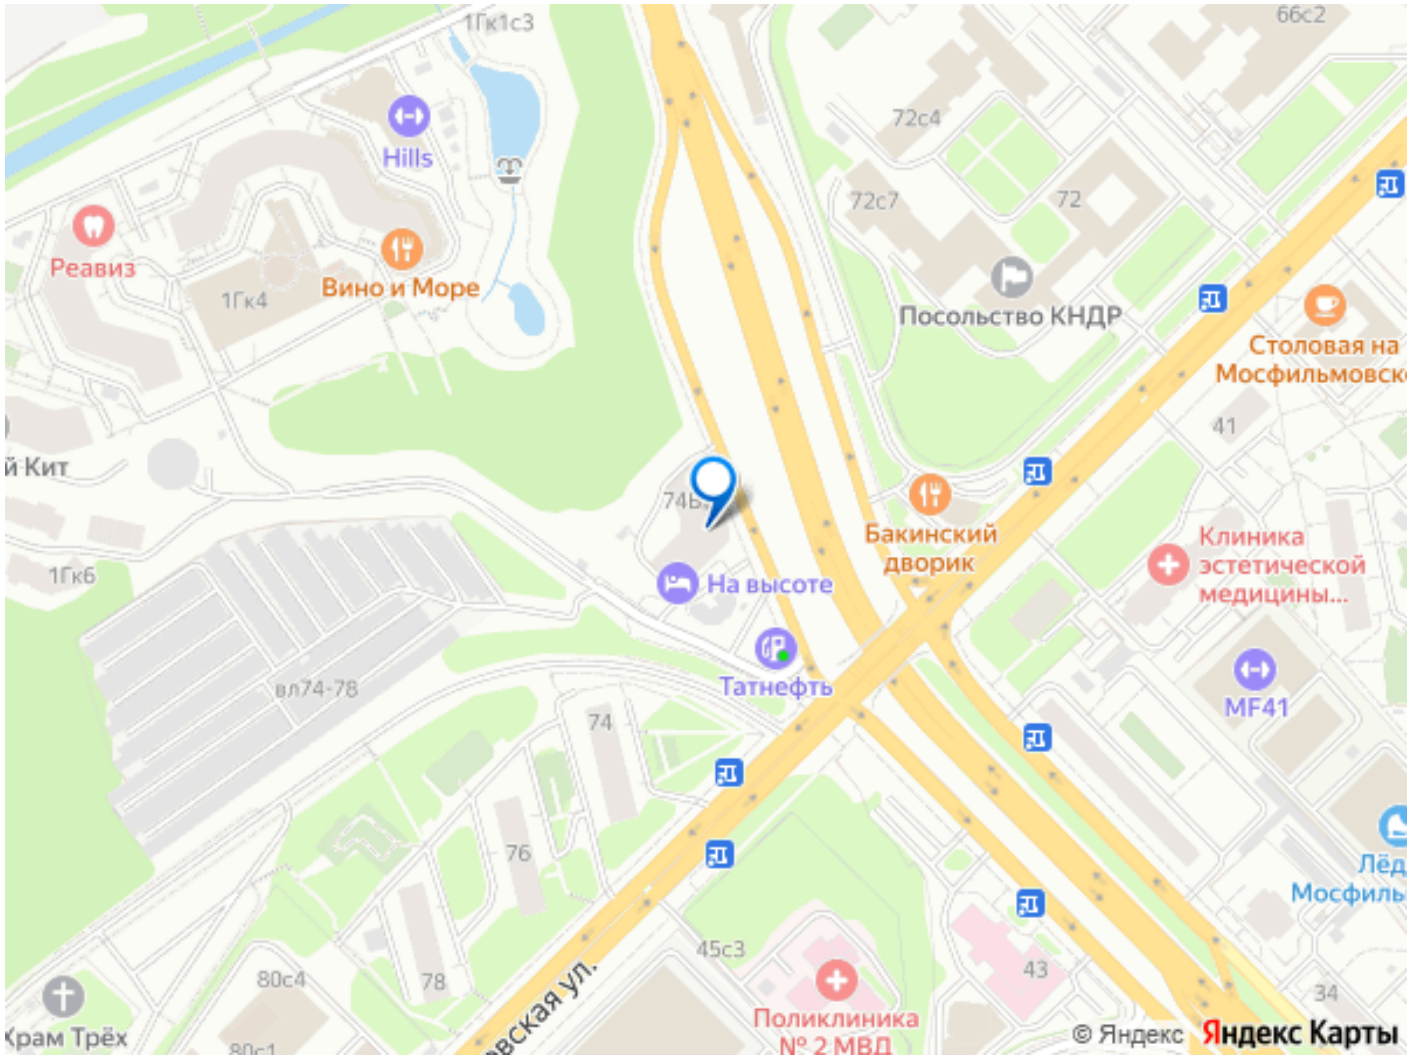 1Гк1с3
66с2
72с4
Hills
72с7
72
Реавиз
Вино и Море
1Гк4
Посольство КНДР
Столовая на
Мосфильмовск
41
й Кит
74Б
Бакинский
дворик
Клиника
эстетической
медицины...
1Гк6
На высоте
Татнефть
вл74-78
MF41
74
76
Лёд
Мосфиль
45с3
43
80с4
78
34
вская ул.
Поликлиника
№ 2 МВД
Храм Трёх
80с1
© Яндекс Яндекс Карты